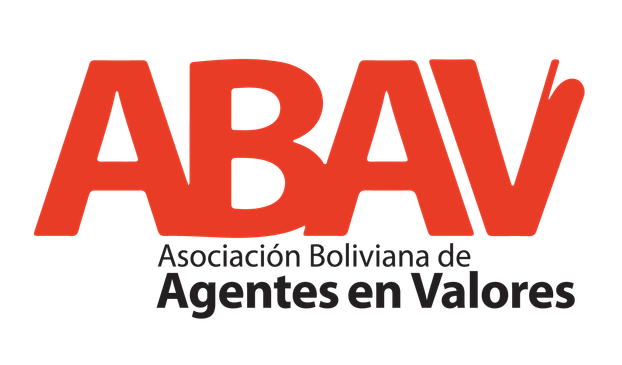 ABAV
Asociación Boliviana de
Agentes en Valores